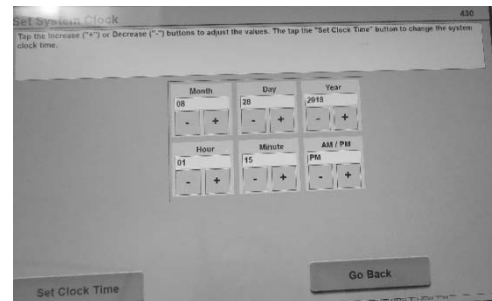 Set System Clock
430
Tap the Increase ("+") or Decrease ("-") buttons to adjust the values. The tap the "Set Clock Time" button to change the system
clock time.
Month Day Year
08 28 2018
- + - + - +
Hour Minute AM / PM
01 15 PM
- + - + - +
Set Clock Time
Go Back